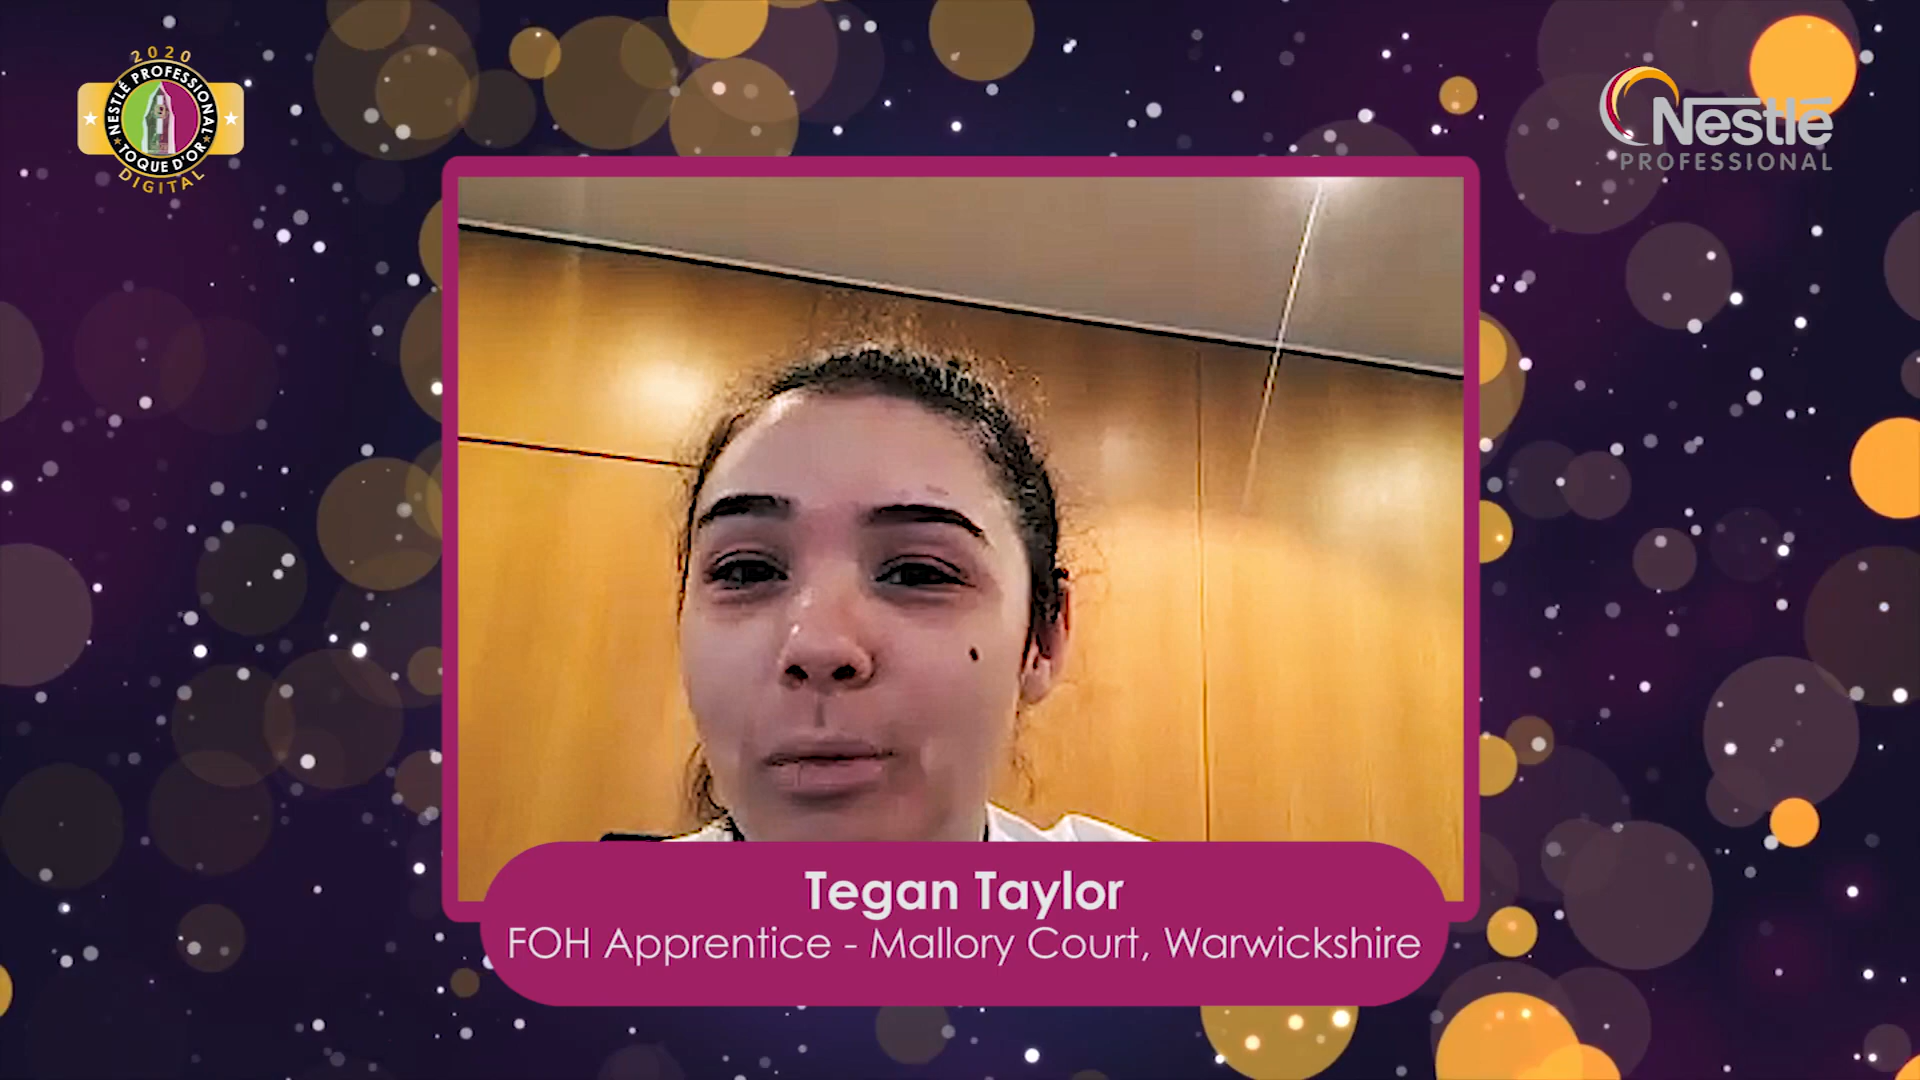 2020
NESTLÉ PROFESSIONAL
TOQUE D'OR
DIGITAL
Nestlé
PROFESSIONAL
Tegan Taylor
FOH Apprentice - Mallory Court, Warwickshire